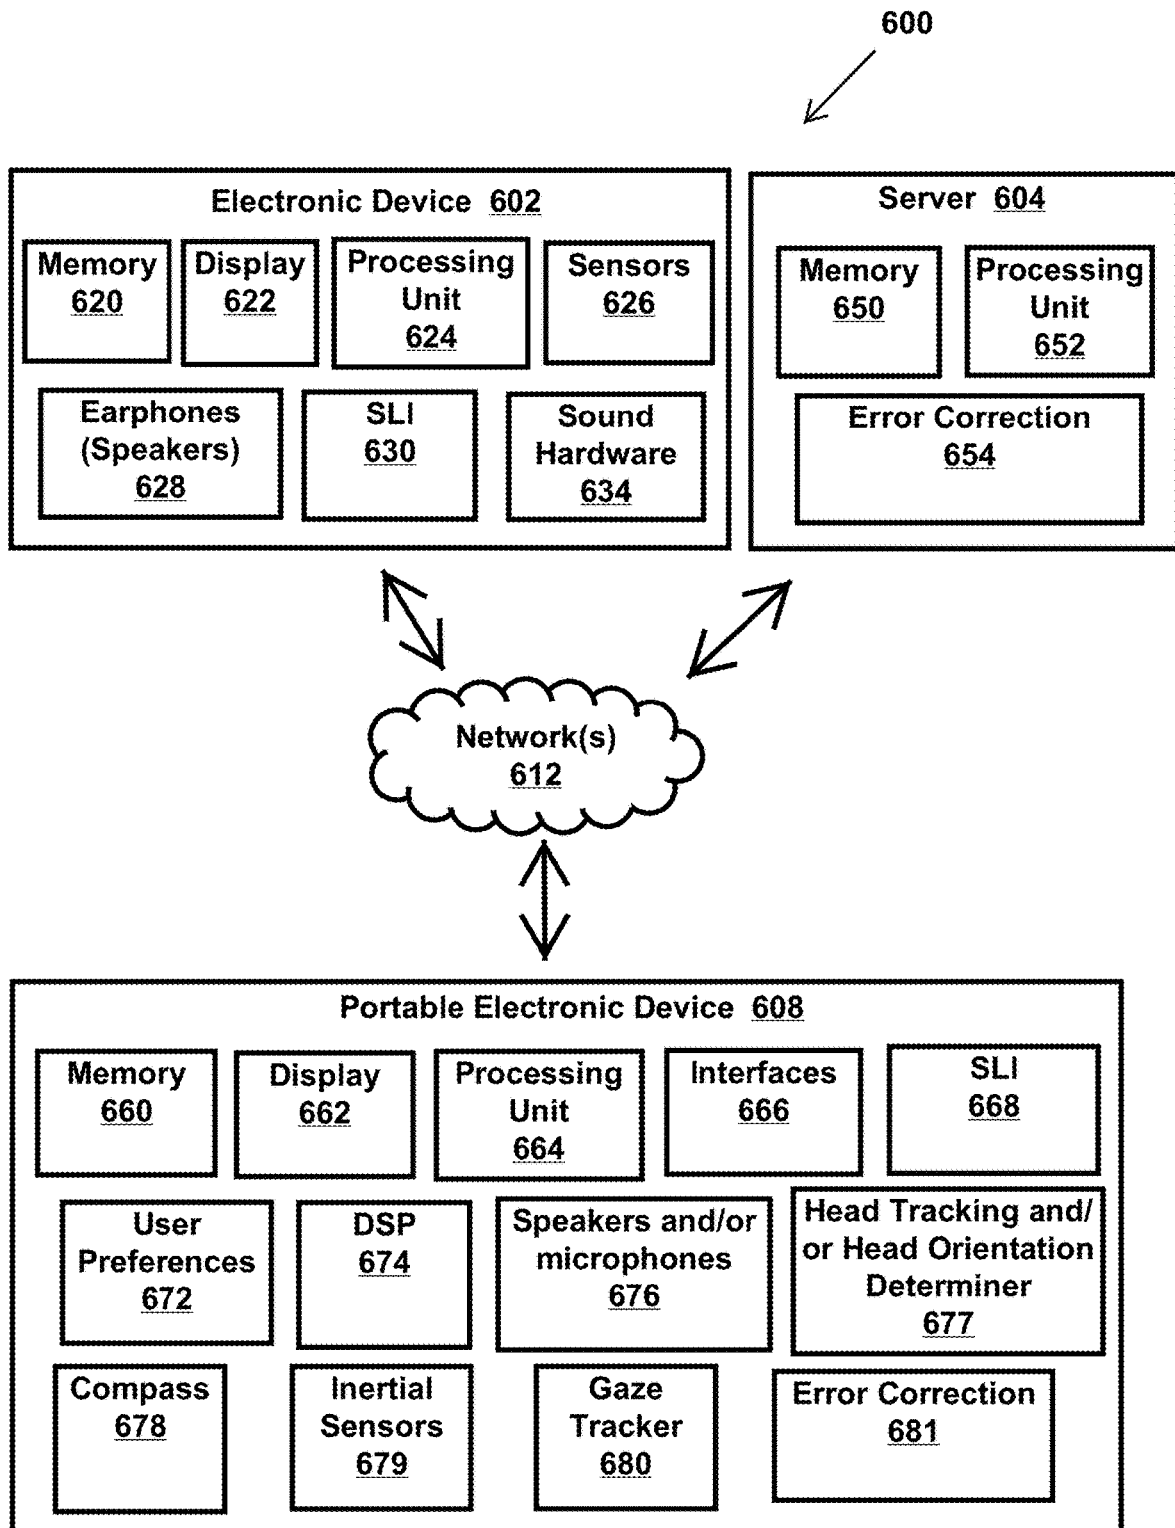 600
Electronic Device 602
Memory
620
Display
622
Processing
Unit
624
Sensors
626
Earphones
(Speakers)
628
SLI
630
Sound
Hardware
634
Server 604
Memory
650
Processing
Unit
652
Error Correction
654
Network(s)
612
Portable Electronic Device 608
Memory
660
Display
662
Processing
Unit
664
Interfaces
666
SLI
668
User
Preferences
672
DSP
674
Speakers and/or
microphones
676
Head Tracking and/
or Head Orientation
Determiner
677
Compass
678
Inertial
Sensors
679
Gaze
Tracker
680
Error Correction
681